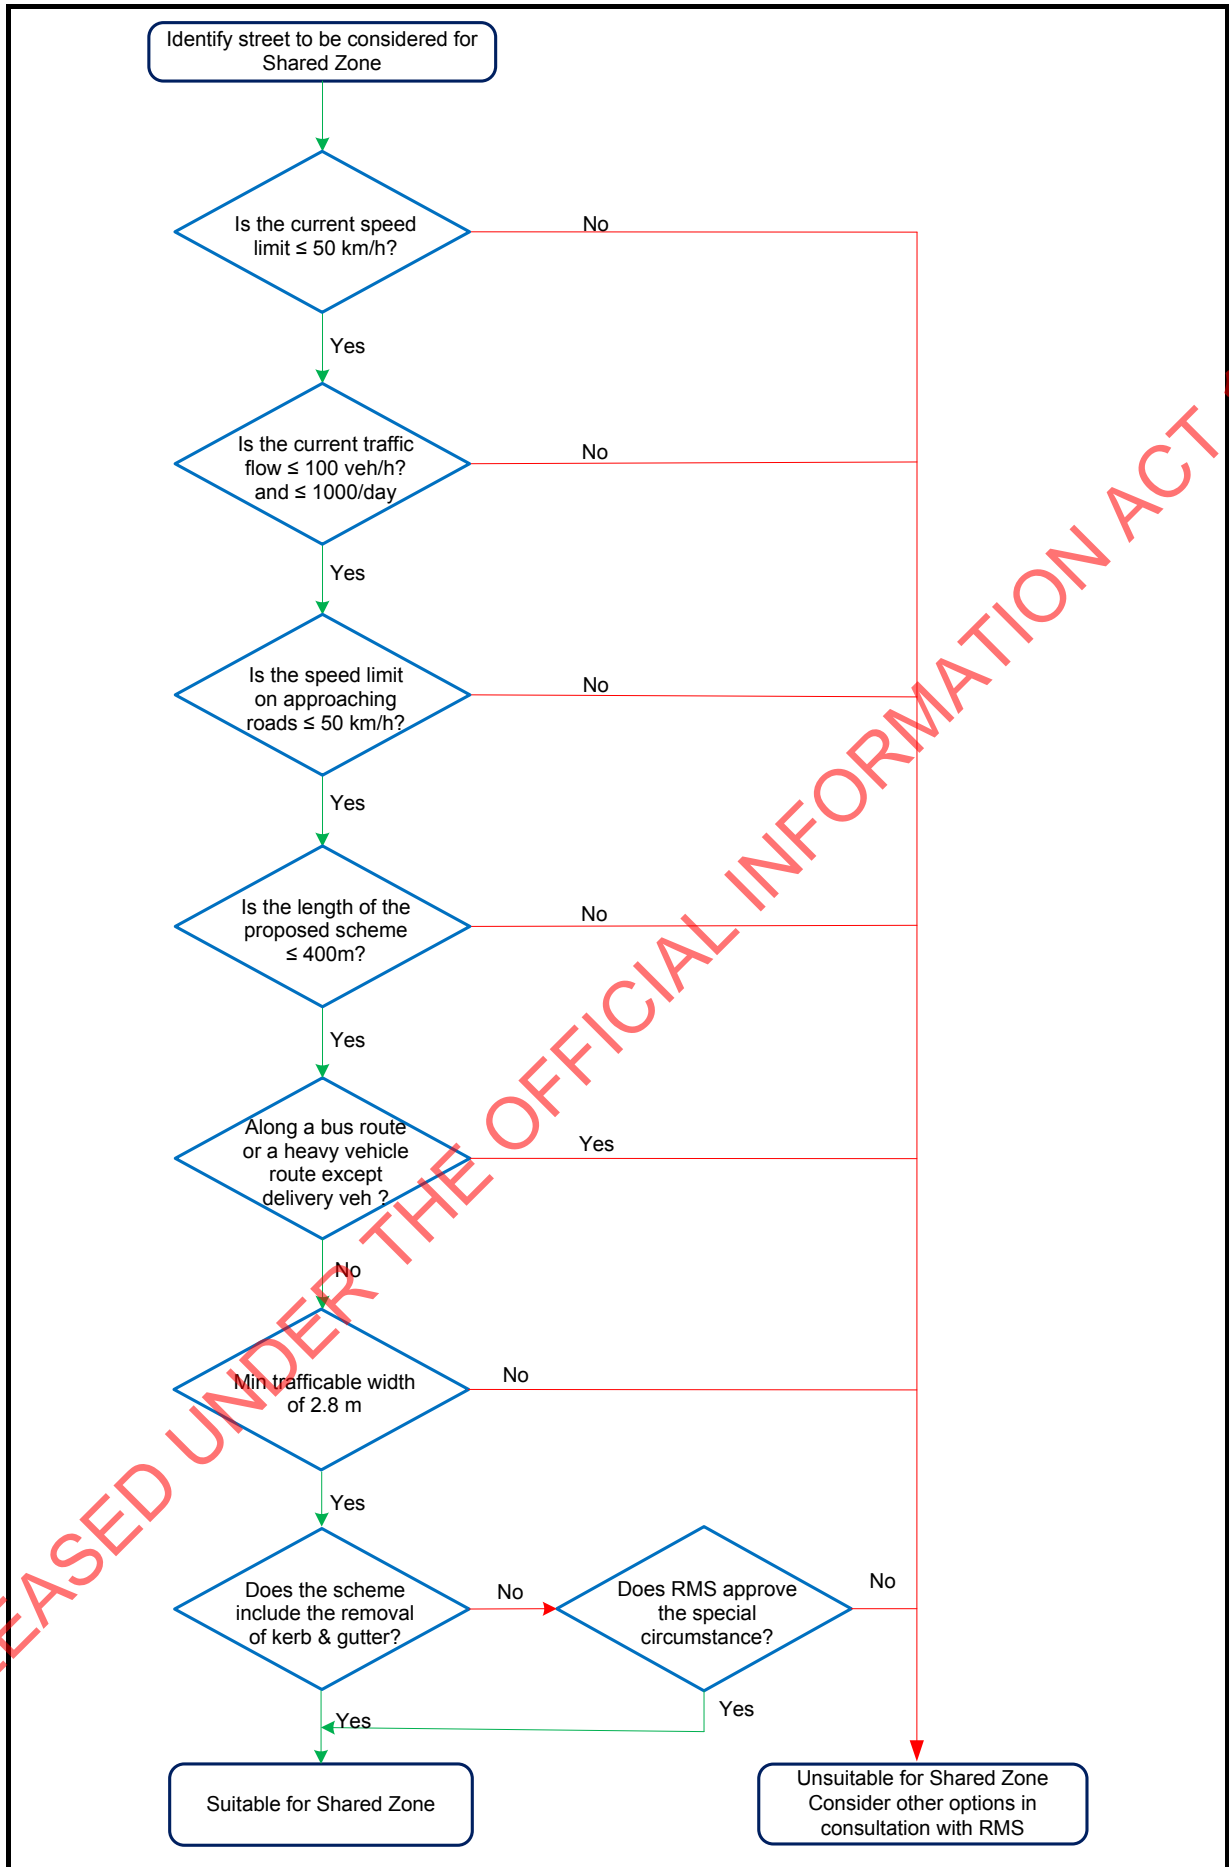 Identify street to be considered for
Shared Zone
Is the current speed
limit ≤ 50 km/h?
No
Yes
Is the current traffic
flow ≤ 100 veh/h?
and ≤ 1000/day
No
Yes
Is the speed limit
on approaching
roads ≤ 50 km/h?
No
Yes
Is the length of the
proposed scheme
≤ 400m?
No
Yes
Along a bus route
or a heavy vehicle
route except
delivery veh ?
Yes
No
Min trafficable width
of 2.8 m
No
Yes
Does the scheme
include the removal
of kerb & gutter?
No
Does RMS approve
the special
circumstance?
No
Yes
Yes
Suitable for Shared Zone
Unsuitable for Shared Zone
Consider other options in
consultation with RMS
EASED UNDER THE OFFICIAL INFORMATION ACT